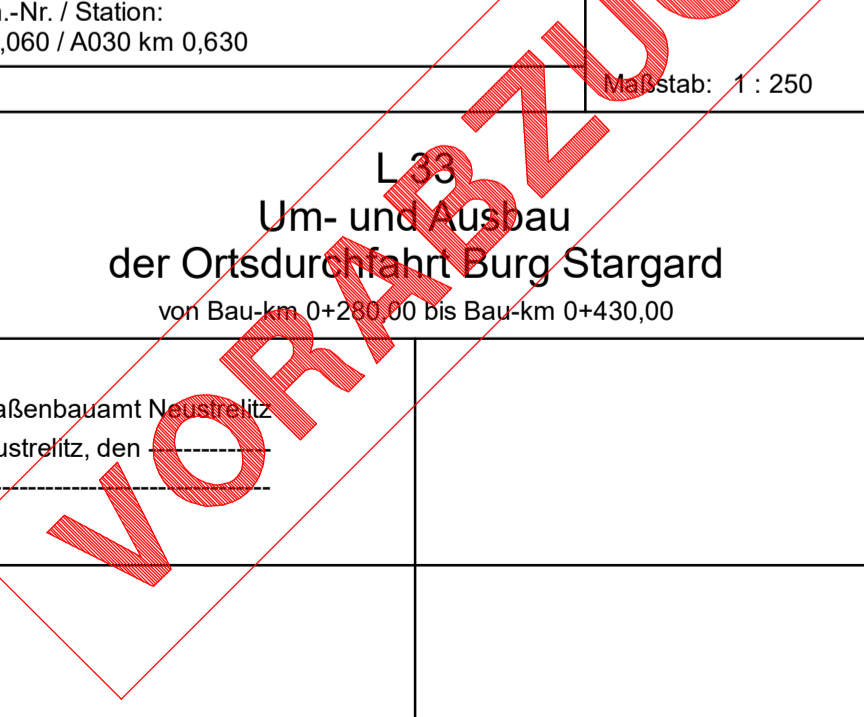 .-Nr. / Station:
,060 / A030 km 0,630
Maßstab: 1 : 250
L 33
Um- und Ausbau
der Ortsdurchfahrt Burg Stargard
von Bau-km 0+280,00 bis Bau-km 0+430,00
aßenbauamt Neustrelitz
ustrelitz, den --------------
VORABZUG